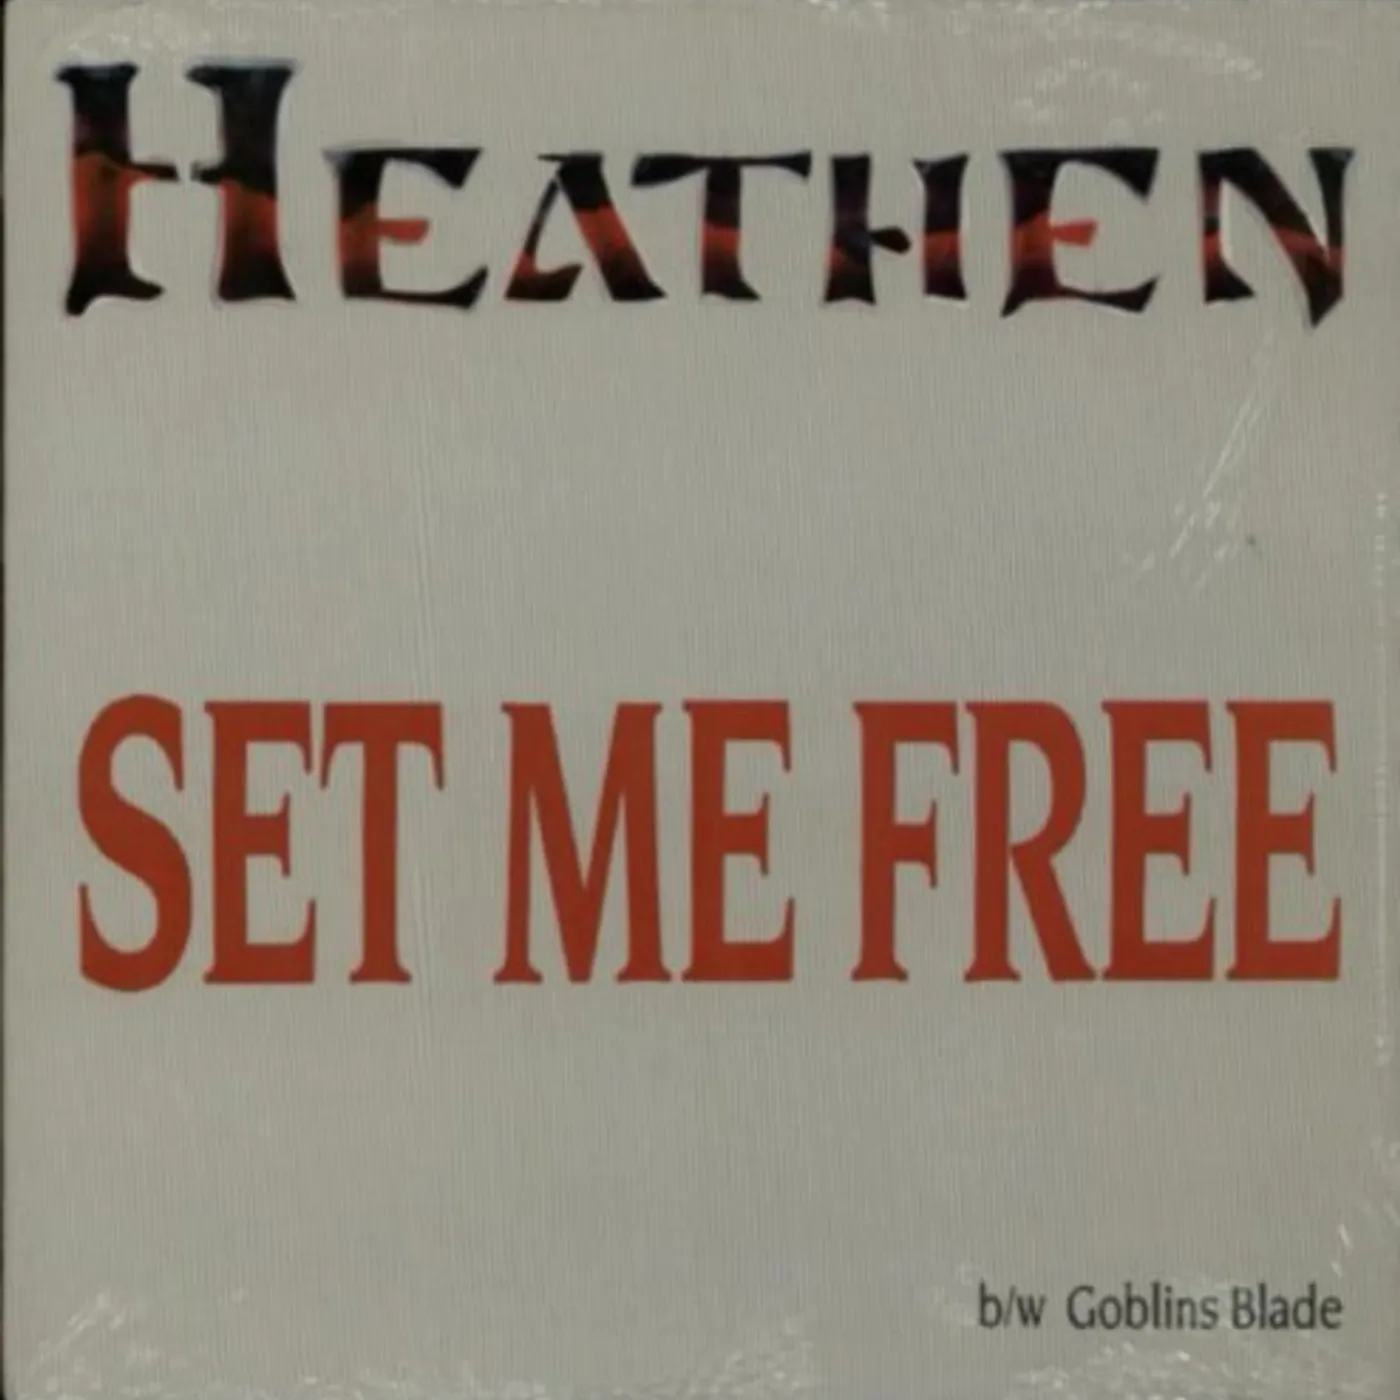 HEATHEN
SET ME FREE
b/w Goblins Blade